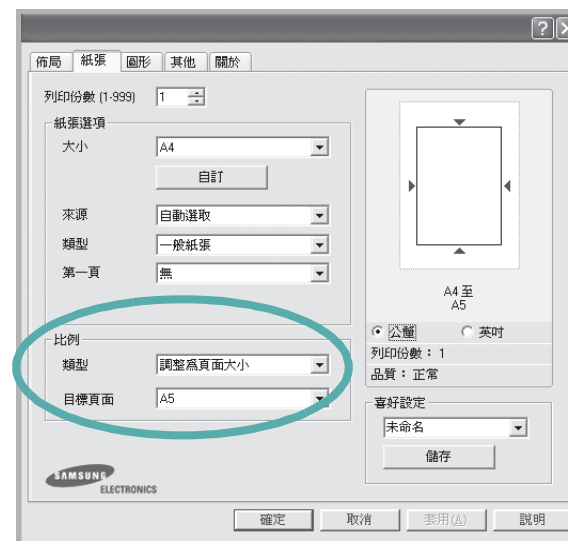 佈局 紙張 圖形 其他 關於
列印份數 (1-999) 1
紙張選項
大小 A4
自訂
來源 自動選取
類型 一般紙張
第一頁 無
A4 至
A5
公釐 英吋
列印份數：1
品質：正常
比例
類型 調整為頁面大小
目標頁面 A5
喜好設定
未命名
儲存
SAMSUNG
ELECTRONICS
確定 取消 套用(A) 說明